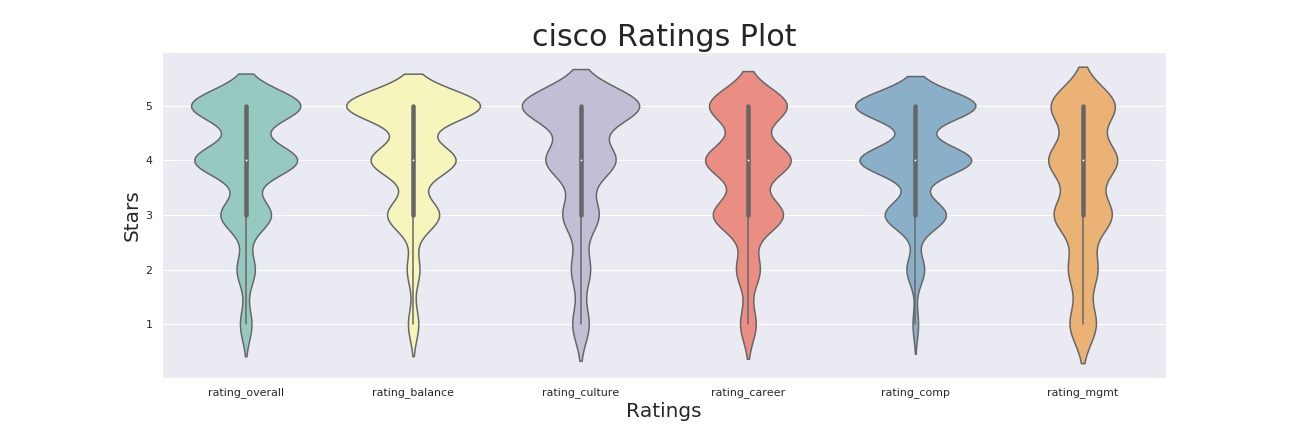 cisco Ratings Plot
Stars
5
4
3
2
1
rating_overall rating_balance rating_culture rating_career rating_comp rating_mgmt
Ratings